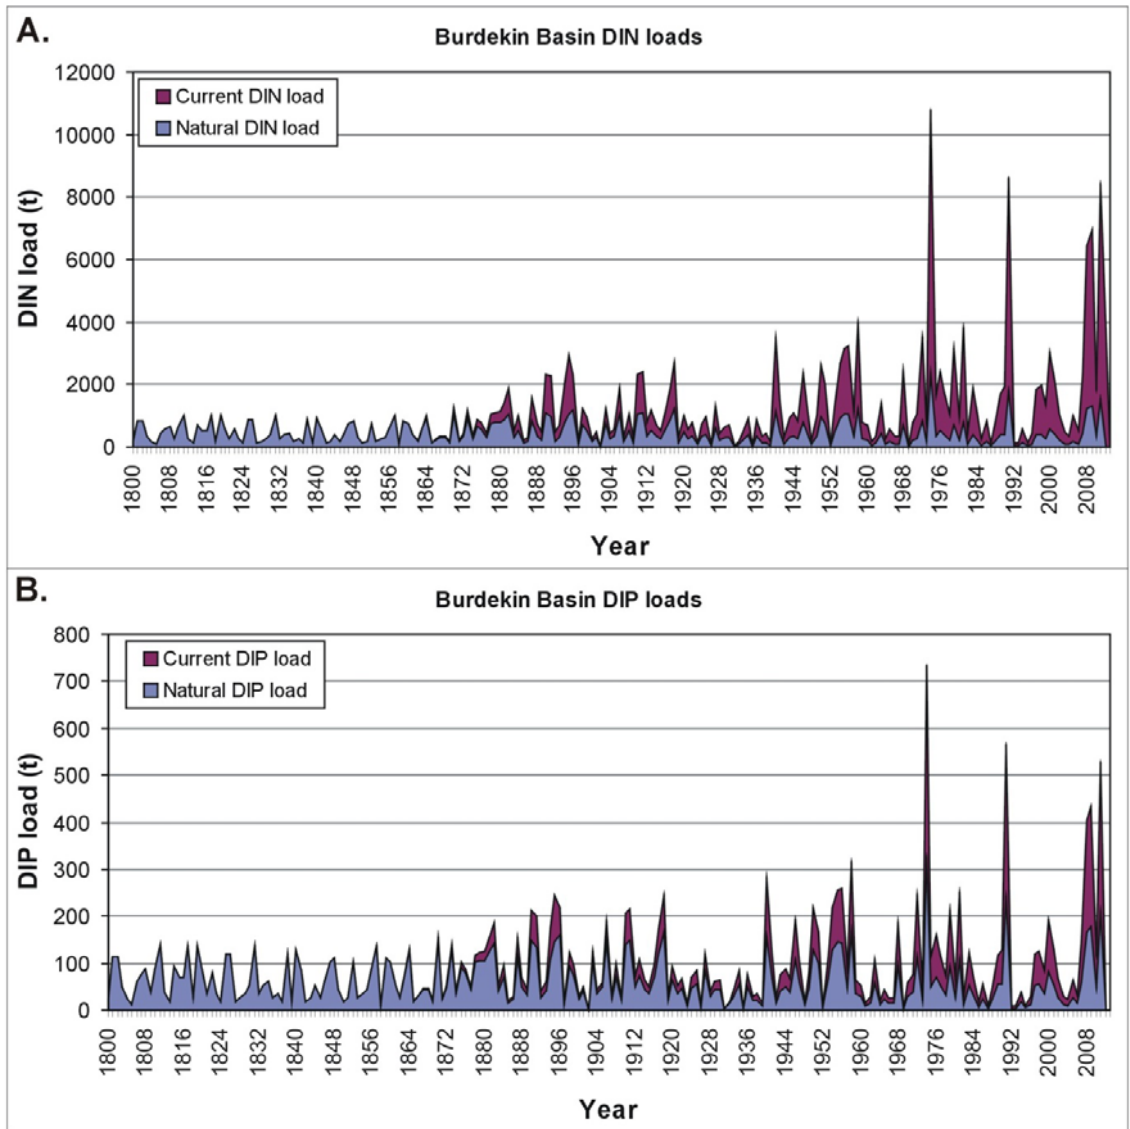 A.
Burdekin Basin DIN loads
12000
10000
8000
6000
4000
2000
0
Current DIN load
Natural DIN load
DIN load (t)
1800 1808 1816 1824 1832 1840 1848 1856 1864 1872 1880 1888 1896 1904 1912 1920 1928 1936 1944 1952 1960 1968 1976 1984 1992 2000 2008
Year
B.
Burdekin Basin DIP loads
800
700
600
500
400
300
200
100
0
Current DIP load
Natural DIP load
DIP load (t)
1800 1808 1816 1824 1832 1840 1848 1856 1864 1872 1880 1888 1896 1904 1912 1920 1928 1936 1944 1952 1960 1968 1976 1984 1992 2000 2008
Year